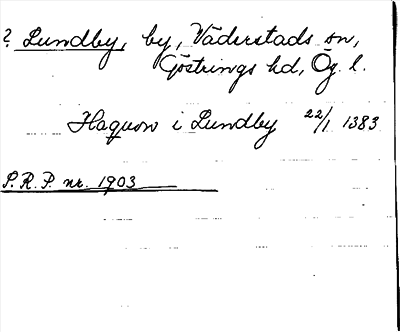 ? Lundby, by, Väderstads sn,
Göstrings hd, Ög. l.
Haquon i Lundby 22/1 1383
S.R.P. nr. 1903